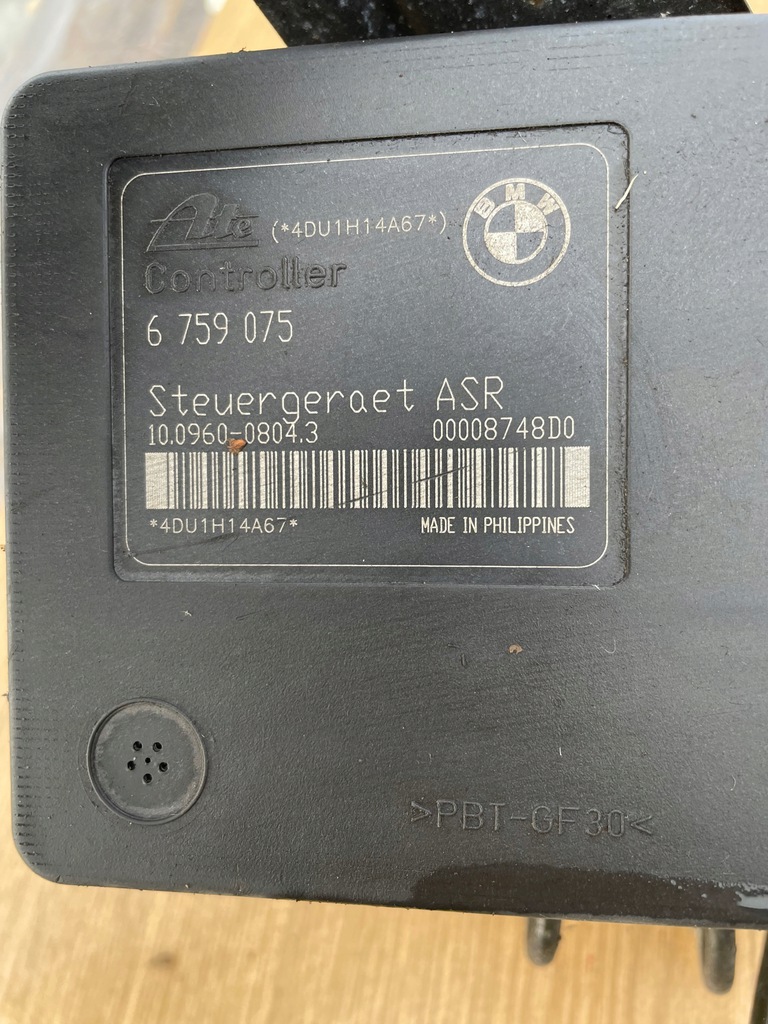 Ate (*4DU1H14A67*) BMW
Controller
6 759 075
Steuergeraet ASR
10.0960-0804.3 00008748D0
*4DU1H14A67* MADE IN PHILIPPINES
>PBT-GF30<